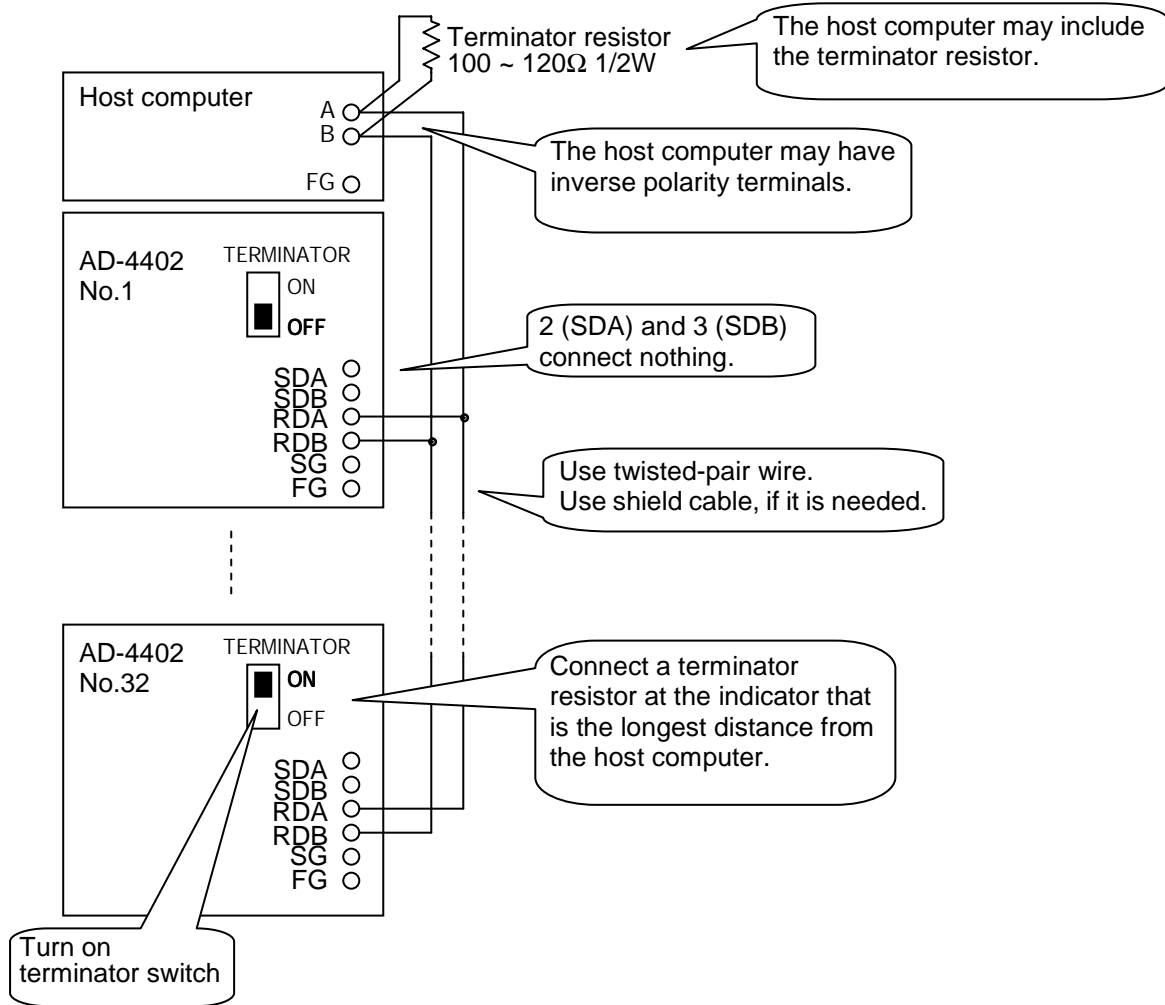 Terminator resistor
100 ~ 120Ω 1/2W
The host computer may include
the terminator resistor.
Host computer
A
B
FG
The host computer may have
inverse polarity terminals.
AD-4402
No.1
TERMINATOR
ON
OFF
2 (SDA) and 3 (SDB)
connect nothing.
SDA
SDB
RDA
RDB
SG
FG
Use twisted-pair wire.
Use shield cable, if it is needed.
AD-4402
No.32
TERMINATOR
ON
OFF
Connect a terminator
resistor at the indicator that
is the longest distance from
the host computer.
SDA
SDB
RDA
RDB
SG
FG
Turn on
terminator switch